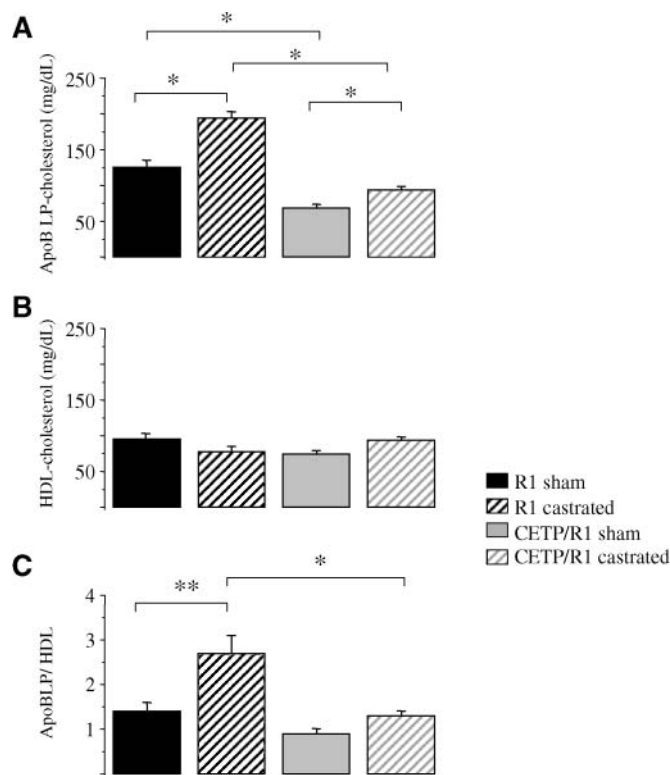 A
*
*
*
*
ApoB LP-cholesterol (mg/dL)
250
150
50
B
HDL-cholesterol (mg/dL)
250
150
50
R1 sham
R1 castrated
CETP/R1 sham
CETP/R1 castrated
C
**
*
ApoBLP/ HDL
4
3
2
1